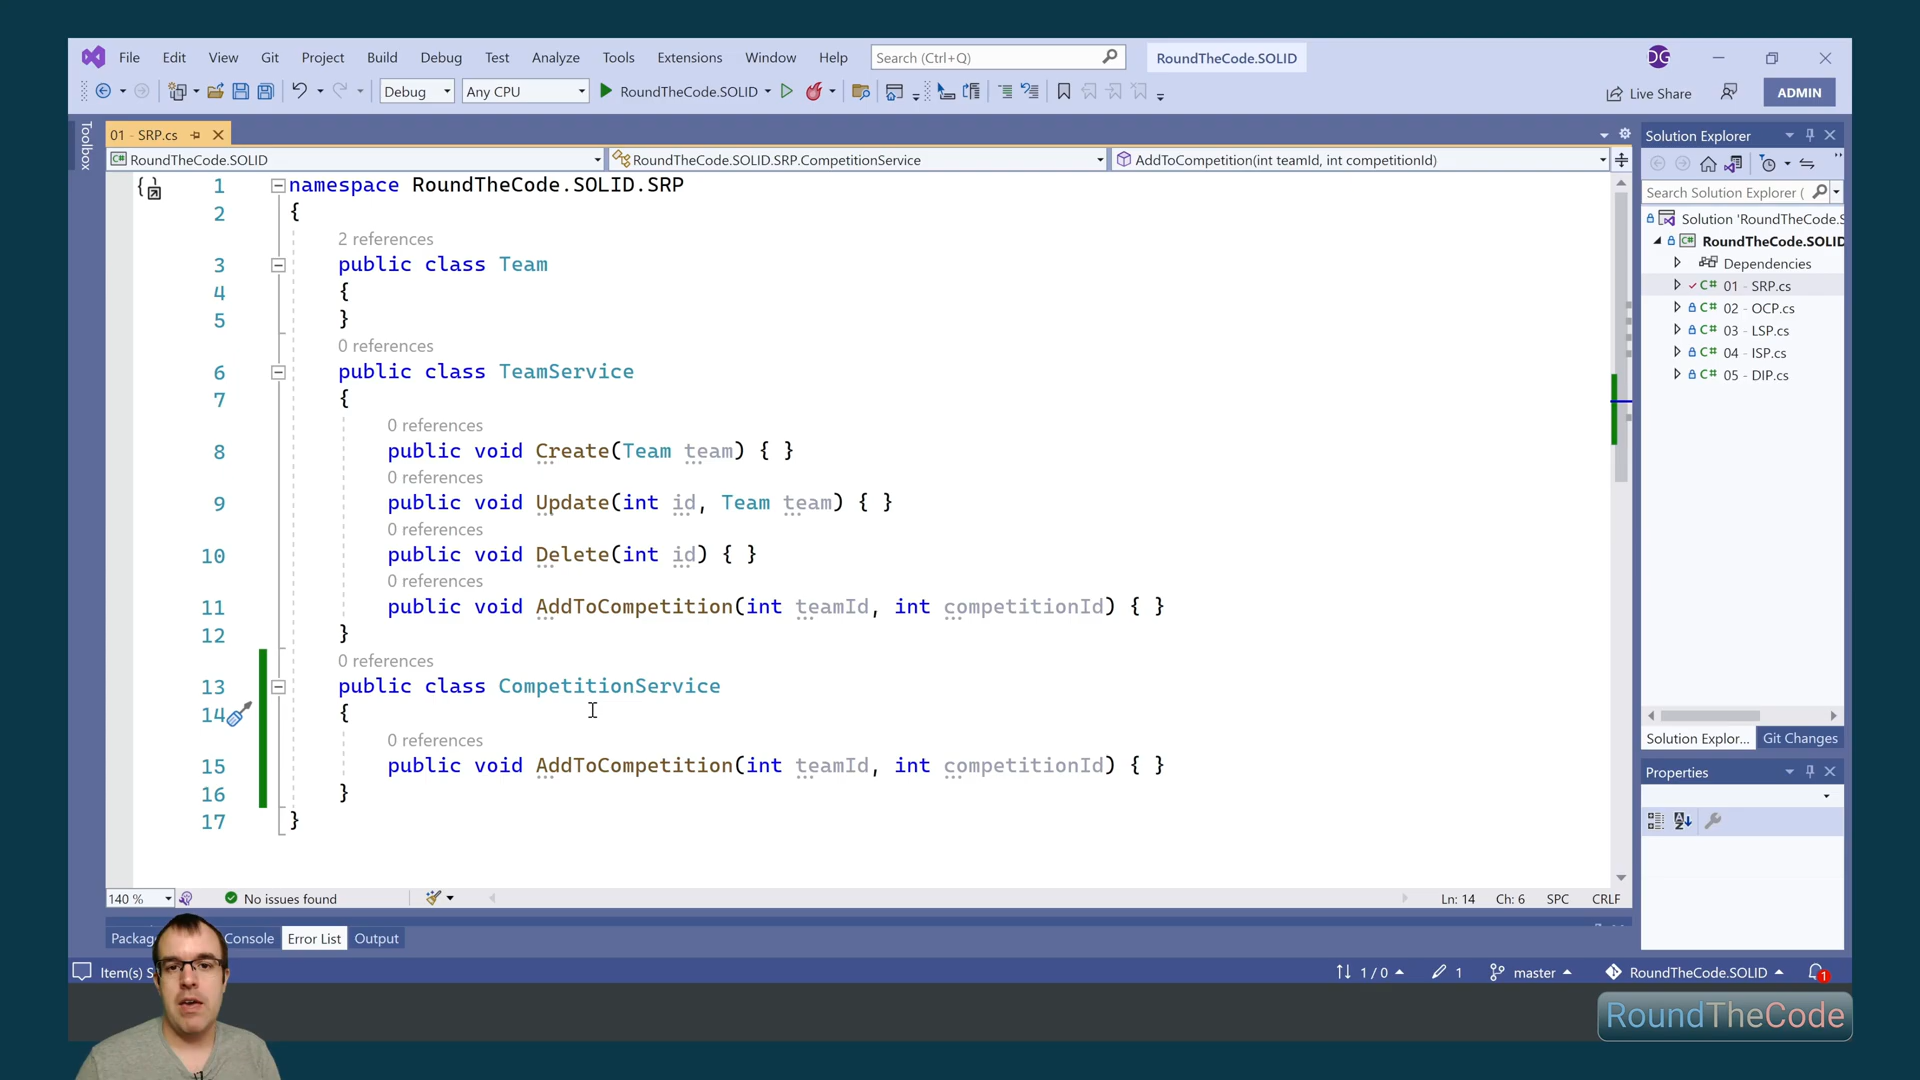 File Edit View Git Project Build Debug Test Analyze Tools Extensions Window Help Search (Ctrl+Q) RoundTheCode.SOLID DG
Debug Any CPU RoundTheCode.SOLID Live Share ADMIN
Toolbox
01 - SRP.cs
RoundTheCode.SOLID RoundTheCode.SOLID.SRP.CompetitionService AddToCompetition(int teamId, int competitionId)
1 namespace RoundTheCode.SOLID.SRP
2 {
2 references
3 public class Team
4 {
5 }
0 references
6 public class TeamService
7 {
0 references
8 public void Create(Team team) { }
0 references
9 public void Update(int id, Team team) { }
0 references
10 public void Delete(int id) { }
0 references
11 public void AddToCompetition(int teamId, int competitionId) { }
12 }
0 references
13 public class CompetitionService
14 {
0 references
15 public void AddToCompetition(int teamId, int competitionId) { }
16 }
17 }
140 % No issues found Ln: 14 Ch: 6 SPC CRLF
Console Error List Output
Item(s) 1 / 0 1 master RoundTheCode.SOLID 1
Solution Explorer
Search Solution Explorer (
Solution 'RoundTheCode.S
RoundTheCode.SOLID
Dependencies
C# 01 - SRP.cs
C# 02 - OCP.cs
C# 03 - LSP.cs
C# 04 - ISP.cs
C# 05 - DIP.cs
Solution Explor... Git Changes
Properties
RoundTheCode